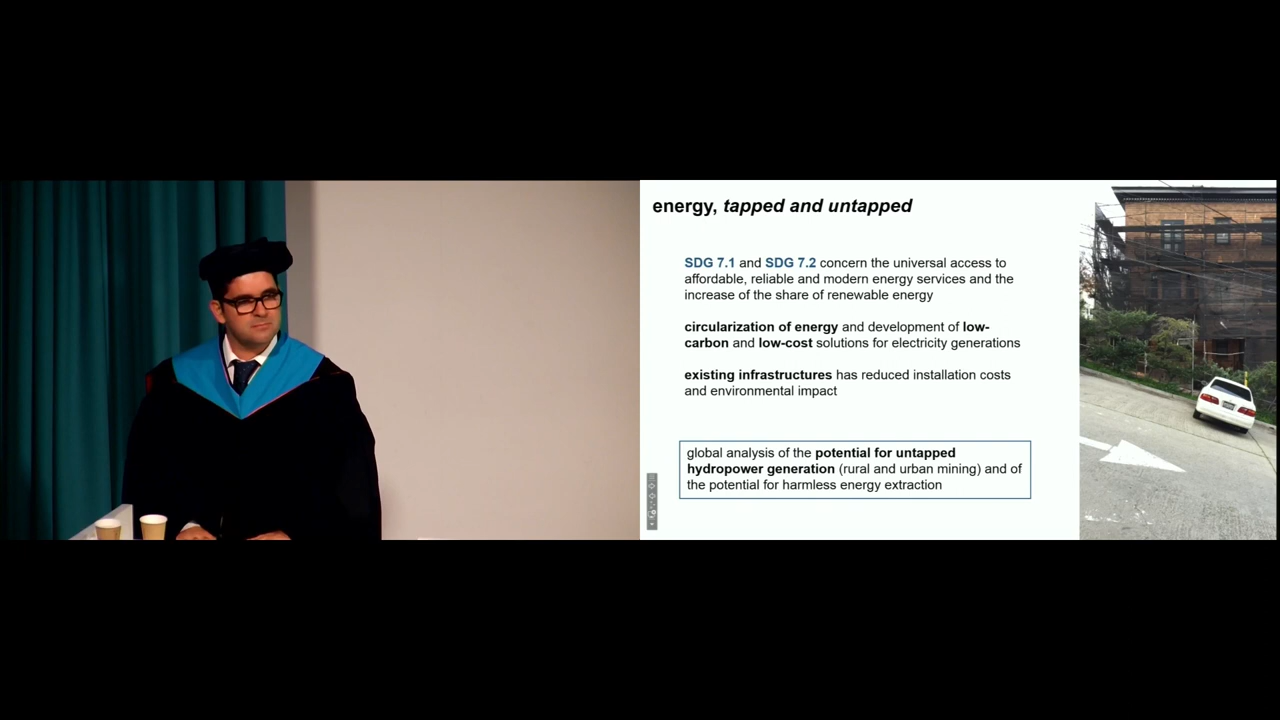 energy, tapped and untapped
SDG 7.1 and SDG 7.2 concern the universal access to
affordable, reliable and modern energy services and the
increase of the share of renewable energy
circularization of energy and development of low-
carbon and low-cost solutions for electricity generations
existing infrastructures has reduced installation costs
and environmental impact
global analysis of the potential for untapped
hydropower generation (rural and urban mining) and of
the potential for harmless energy extraction